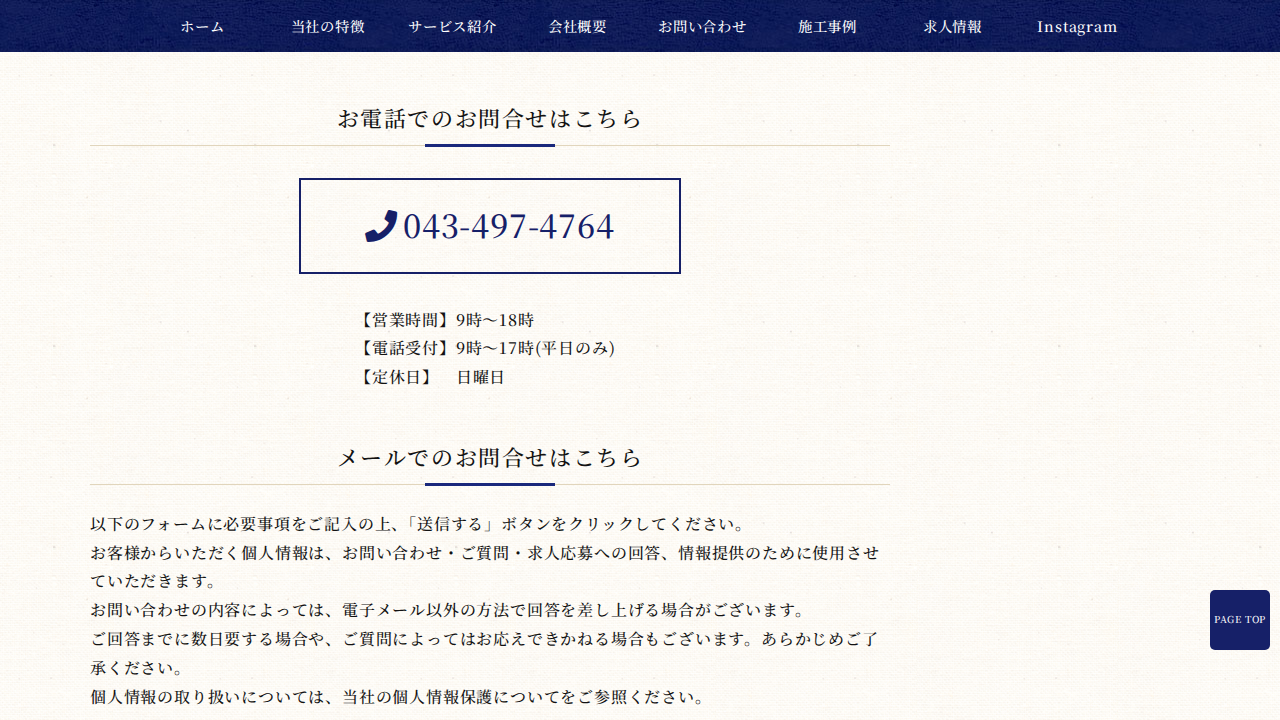 ホーム 当社の特徴 サービス紹介 会社概要 お問い合わせ 施工事例 求人情報 Instagram
お電話でのお問合せはこちら
043-497-4764
【営業時間】9時〜18時
【電話受付】9時〜17時(平日のみ)
【定休日】　日曜日
メールでのお問合せはこちら
以下のフォームに必要事項をご記入の上、「送信する」ボタンをクリックしてください。
お客様からいただく個人情報は、お問い合わせ・ご質問・求人応募への回答、情報提供のために使用させ
ていただきます。
お問い合わせの内容によっては、電子メール以外の方法で回答を差し上げる場合がございます。
ご回答までに数日要する場合や、ご質問によってはお応えできかねる場合もございます。あらかじめご了
承ください。
個人情報の取り扱いについては、当社の個人情報保護についてをご参照ください。
PAGE TOP